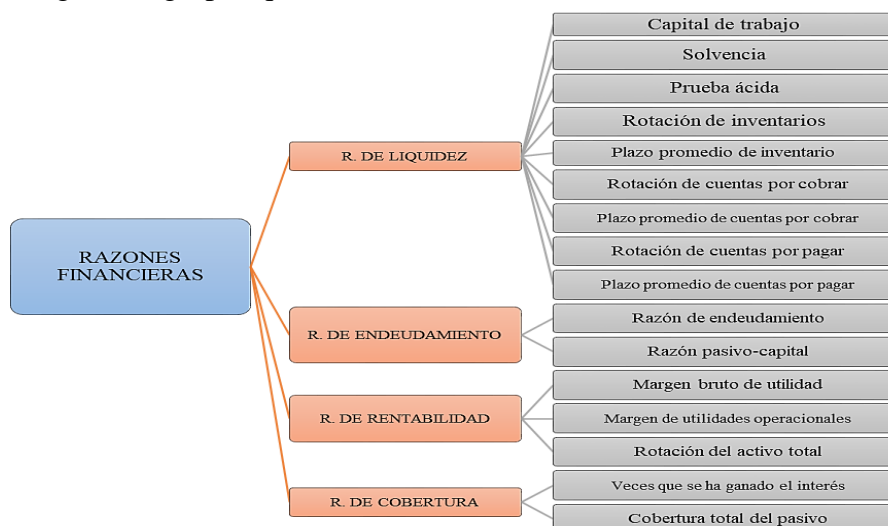 RAZONES
FINANCIERAS
R. DE LIQUIDEZ
Capital de trabajo
Solvencia
Prueba ácida
Rotación de inventarios
Plazo promedio de inventario
Rotación de cuentas por cobrar
Plazo promedio de cuentas por cobrar
Rotación de cuentas por pagar
Plazo promedio de cuentas por pagar
R. DE ENDEUDAMIENTO
Razón de endeudamiento
Razón pasivo-capital
R. DE RENTABILIDAD
Margen bruto de utilidad
Margen de utilidades operacionales
Rotación del activo total
R. DE COBERTURA
Veces que se ha ganado el interés
Cobertura total del pasivo